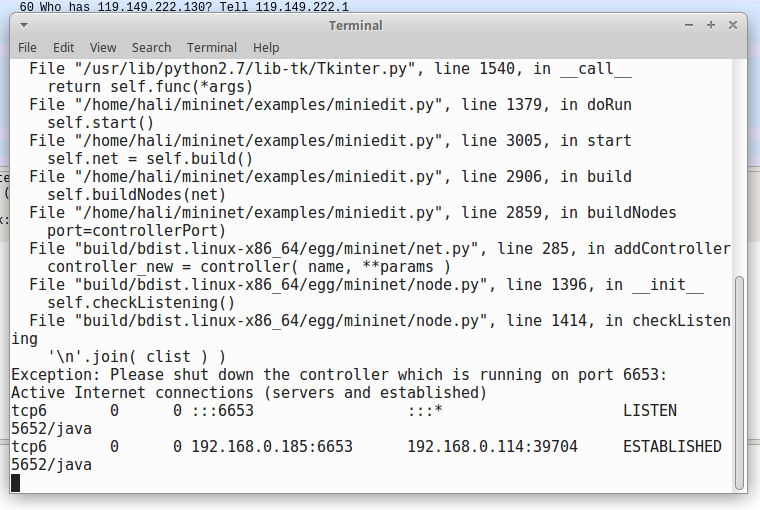 60 Who has 119.149.222.130? Tell 119.149.222.1
Terminal
File Edit View Search Terminal Help
File "/usr/lib/python2.7/lib-tk/Tkinter.py", line 1540, in __call__
return self.func(*args)
File "/home/hali/mininet/examples/miniedit.py", line 1379, in doRun
self.start()
File "/home/hali/mininet/examples/miniedit.py", line 3005, in start
self.net = self.build()
File "/home/hali/mininet/examples/miniedit.py", line 2906, in build
self.buildNodes(net)
File "/home/hali/mininet/examples/miniedit.py", line 2859, in buildNodes
port=controllerPort)
File "build/bdist.linux-x86_64/egg/mininet/net.py", line 285, in addController
controller_new = controller( name, **params )
File "build/bdist.linux-x86_64/egg/mininet/node.py", line 1396, in __init__
self.checkListening()
File "build/bdist.linux-x86_64/egg/mininet/node.py", line 1414, in checkListen
ing
'\n'.join( clist ) )
Exception: Please shut down the controller which is running on port 6653:
Active Internet connections (servers and established)
tcp6 0 0 :::6653 :::* LISTEN
5652/java
tcp6 0 0 192.168.0.185:6653 192.168.0.114:39704 ESTABLISHED
5652/java